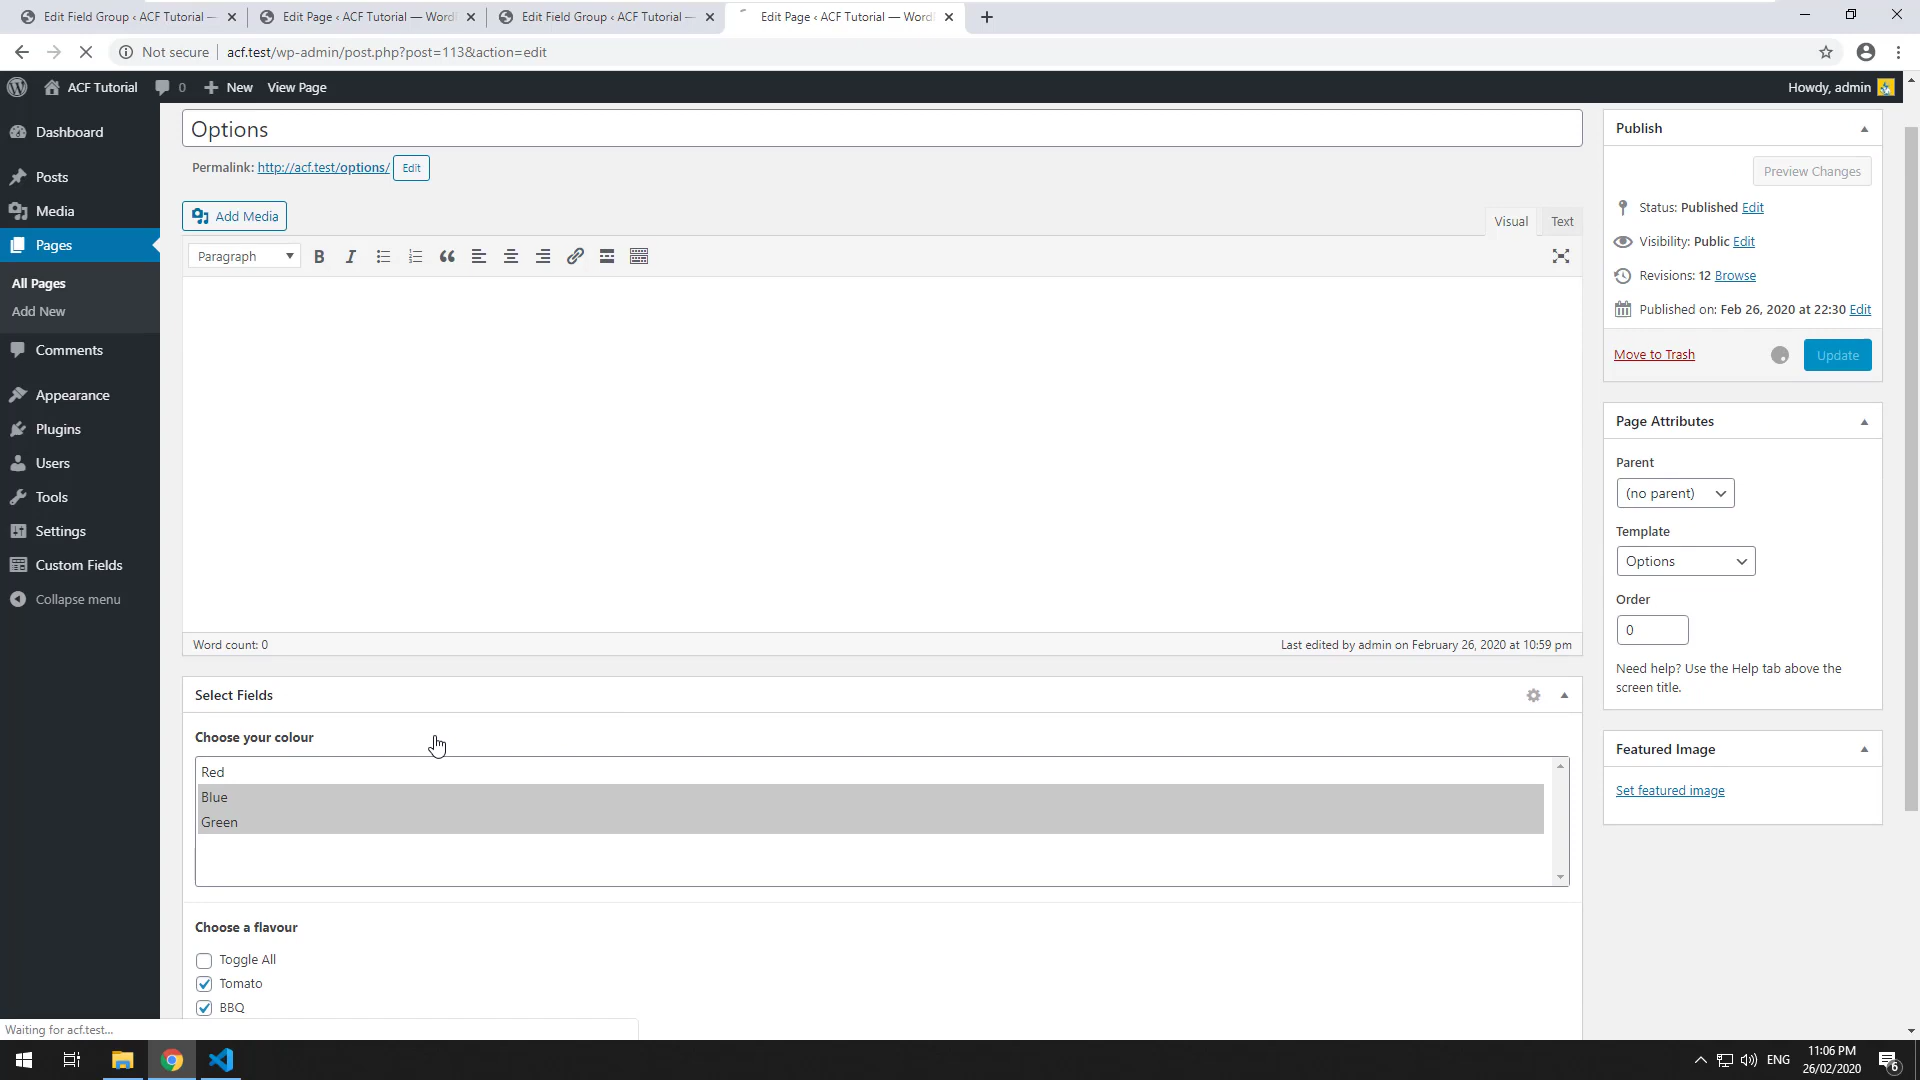 Edit Field Group ‹ ACF Tutorial —
Edit Page ‹ ACF Tutorial — Word
Edit Field Group ‹ ACF Tutorial —
Edit Page ‹ ACF Tutorial — Word
Not secure
acf.test/wp-admin/post.php?post=113&action=edit
ACF Tutorial
0
New
View Page
Howdy, admin
Dashboard
Posts
Media
Pages
All Pages
Add New
Comments
Appearance
Plugins
Users
Tools
Settings
Custom Fields
Collapse menu
Options
Permalink: http://acf.test/options/ Edit
Add Media
Visual
Text
Paragraph
Word count: 0
Last edited by admin on February 26, 2020 at 10:59 pm
Select Fields
Choose your colour
Red
Blue
Green
Choose a flavour
Toggle All
Tomato
BBQ
Publish
Preview Changes
Status: Published Edit
Visibility: Public Edit
Revisions: 12 Browse
Published on: Feb 26, 2020 at 22:30 Edit
Move to Trash
Update
Page Attributes
Parent
(no parent)
Template
Options
Order
0
Need help? Use the Help tab above the
screen title.
Featured Image
Set featured image
Waiting for acf.test...
ENG
11:06 PM
26/02/2020
6